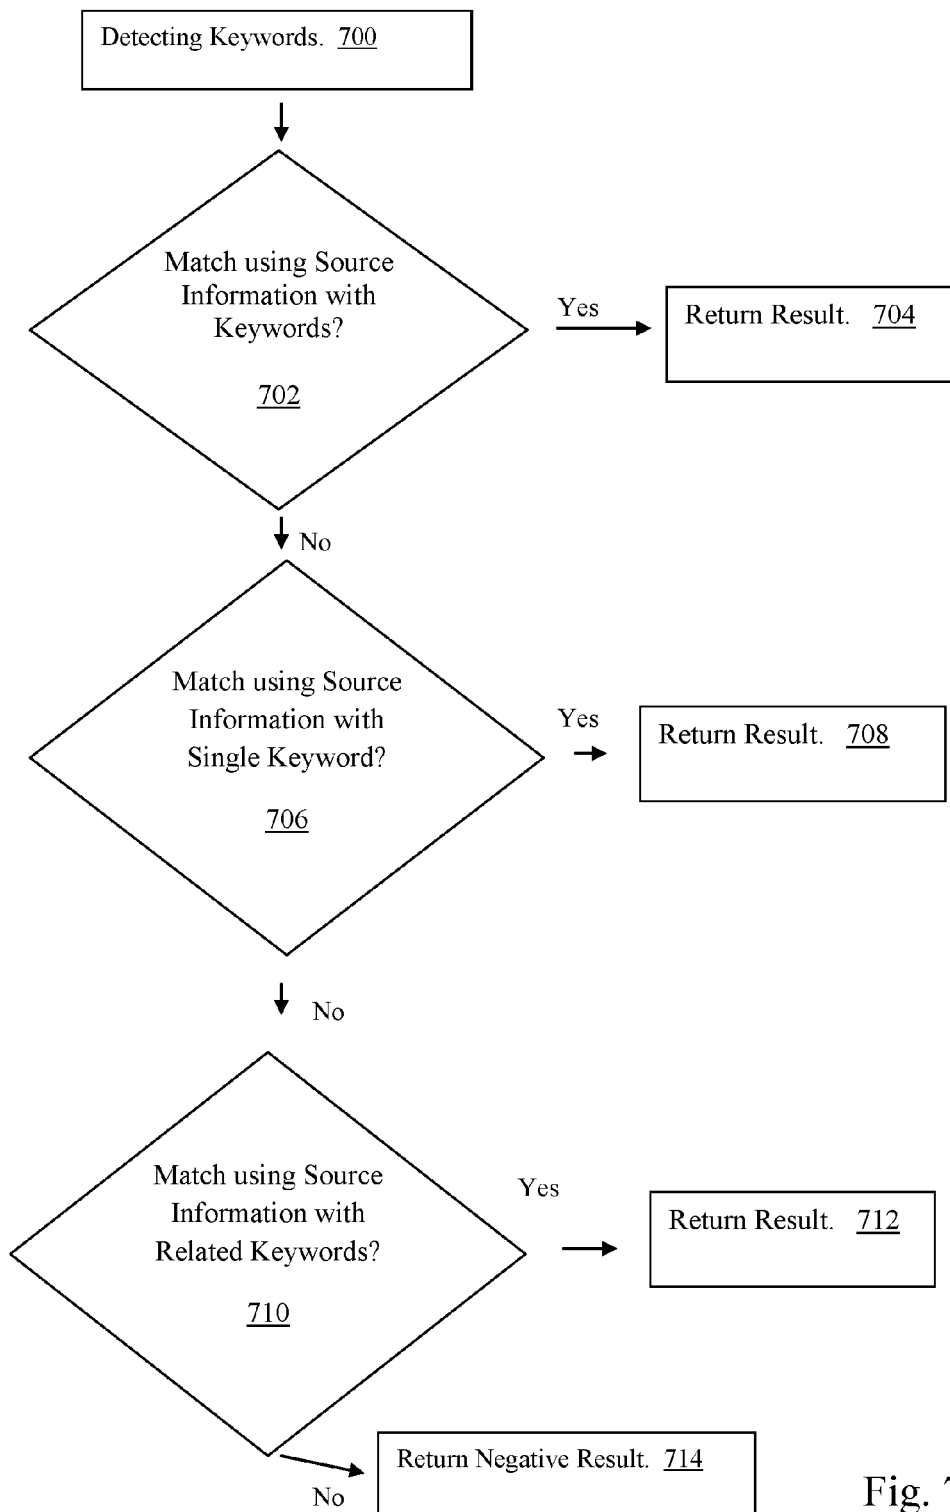 Detecting Keywords. 700
Match using Source
Information with
Keywords?
702
Yes
Return Result. 704
No
Match using Source
Information with
Single Keyword?
706
Yes
Return Result. 708
No
Match using Source
Information with
Related Keywords?
710
Yes
Return Result. 712
No
Return Negative Result. 714
Fig.